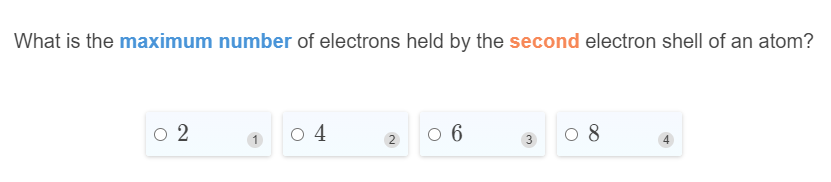 What is the maximum number of electrons held by the second electron shell of an atom?
2 1 4 2 6 3 8 4